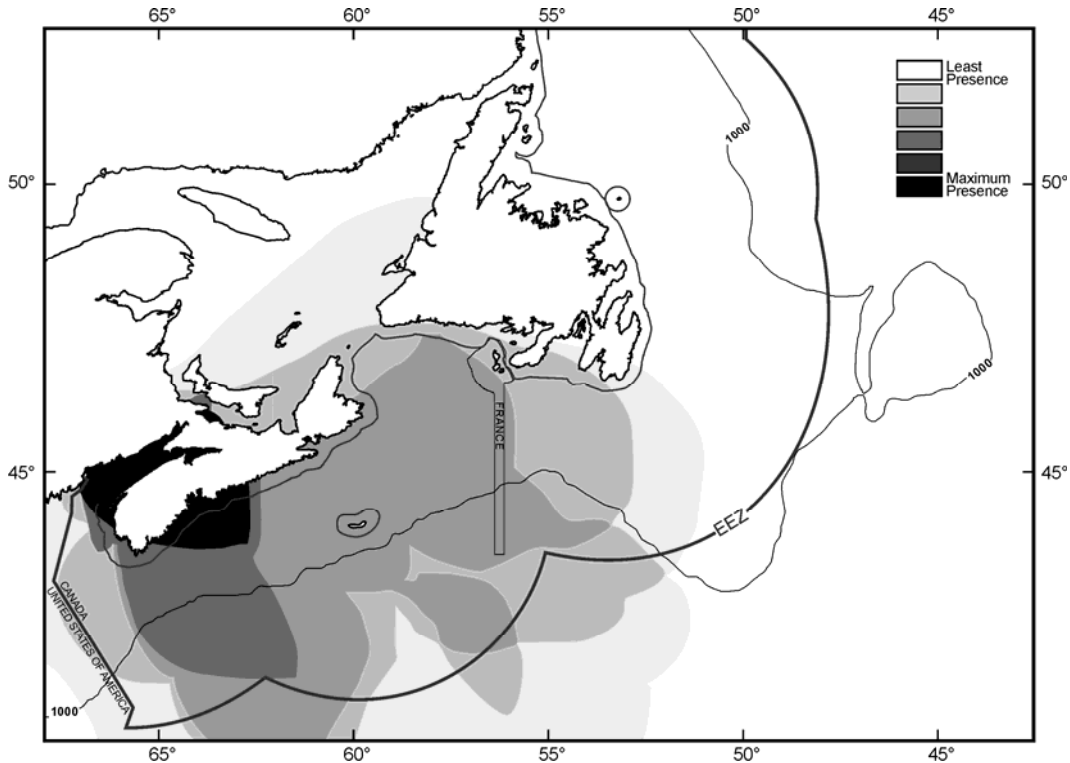 65° 60° 55° 50° 45°
Least
Presence
Maximum
Presence
1000
50° 50°
1000
FRANCE
45° 45°
EEZ
CANADA
UNITED STATES OF AMERICA
1000
65° 60° 55° 50° 45°